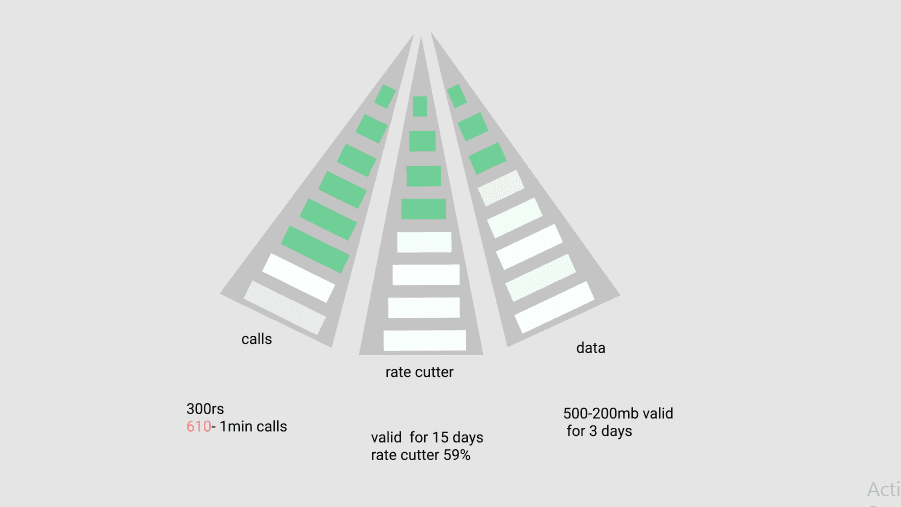 calls
data
rate cutter
300rs
610- 1min calls
500-200mb valid
for 3 days
valid for 15 days
rate cutter 59%
Acti